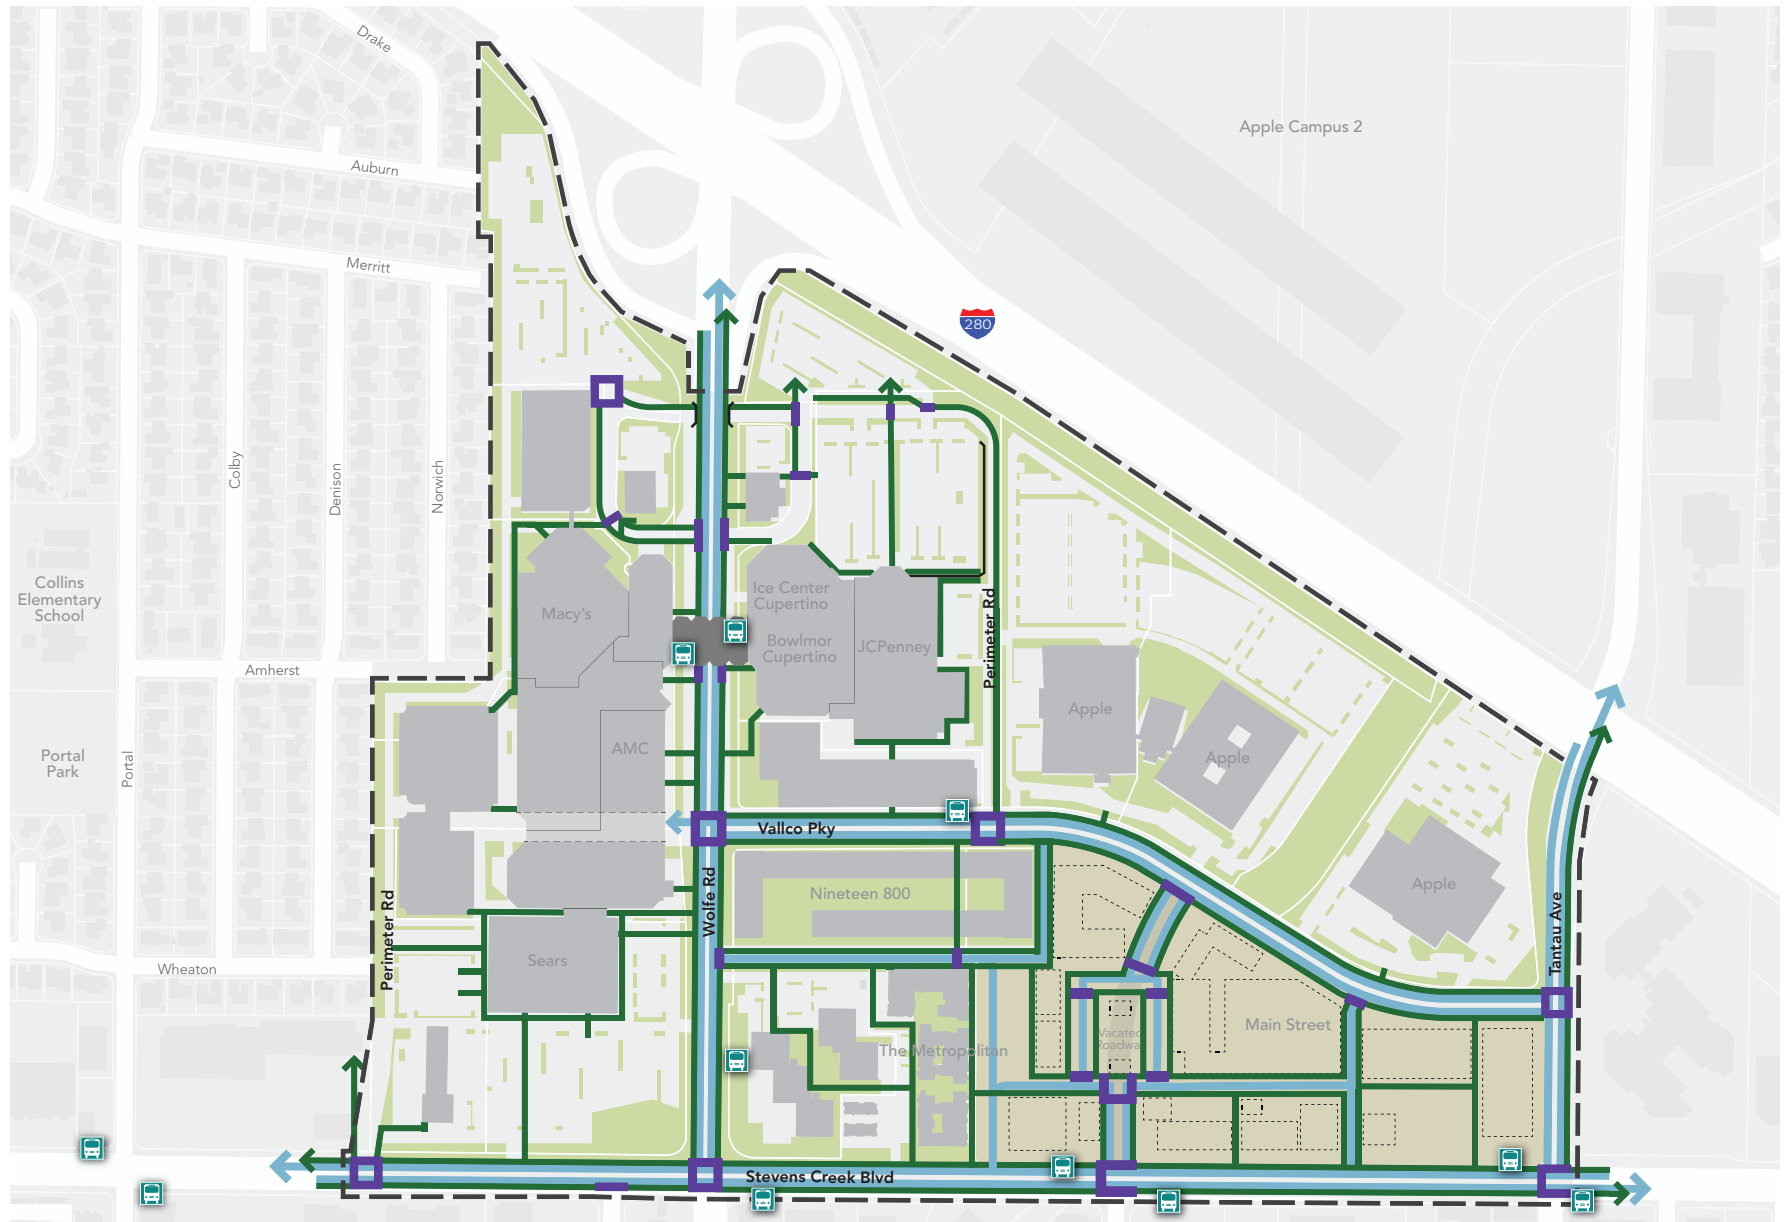 Drake
Apple Campus 2
Auburn
Merritt
280
Colby
Denison
Norwich
Collins
Elementary
School
Macy's
Ice Center
Cupertino
Bowlmor
Cupertino
JCPenney
Perimeter Rd
Amherst
Apple
Portal
Park
Portal
AMC
Apple
Vallco Pky
Apple
Nineteen 800
Wolfe Rd
Perimeter Rd
Tantau Ave
Sears
Wheaton
Main Street
Vacated
Roadway
The Metropolitan
Stevens Creek Blvd